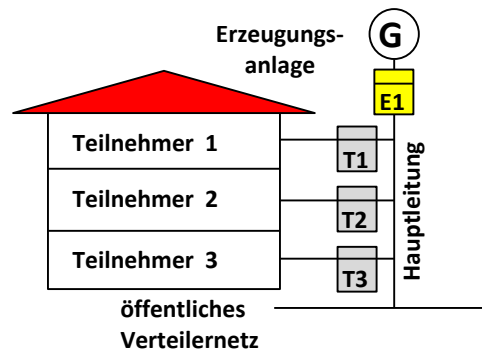 Erzeugungs-
anlage
G
E1
Teilnehmer 1
T1
Teilnehmer 2
T2
Teilnehmer 3
T3
Hauptleitung
öffentliches
Verteilernetz